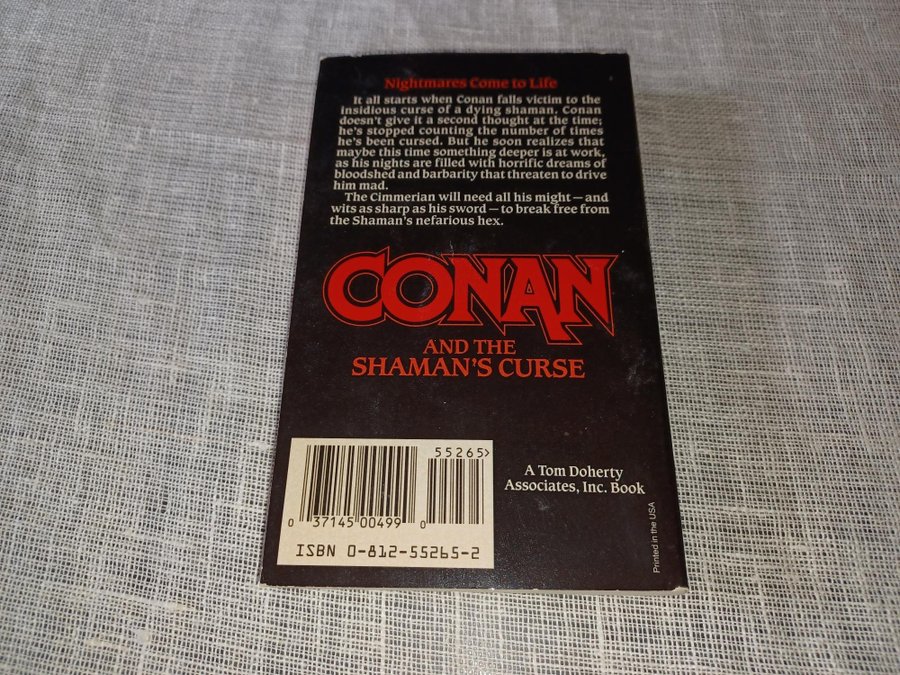 Nightmares Come to Life
It all starts when Conan falls victim to the
insidious curse of a dying shaman. Conan
doesn't give it a second thought at the time;
he's stopped counting the number of times
he's been cursed. But he soon realizes that
maybe this time something deeper is at work,
as his nights are filled with horrific dreams of
bloodshed and barbarity that threaten to drive
him mad.
The Cimmerian will need all his might—and
wits as sharp as his sword—to break free from
the Shaman's nefarious hex.
CONAN
AND THE
SHAMAN'S CURSE
55265>
0 37145 00499 0
ISBN 0-812-55265-2
A Tom Doherty
Associates, Inc. Book
Printed in the USA